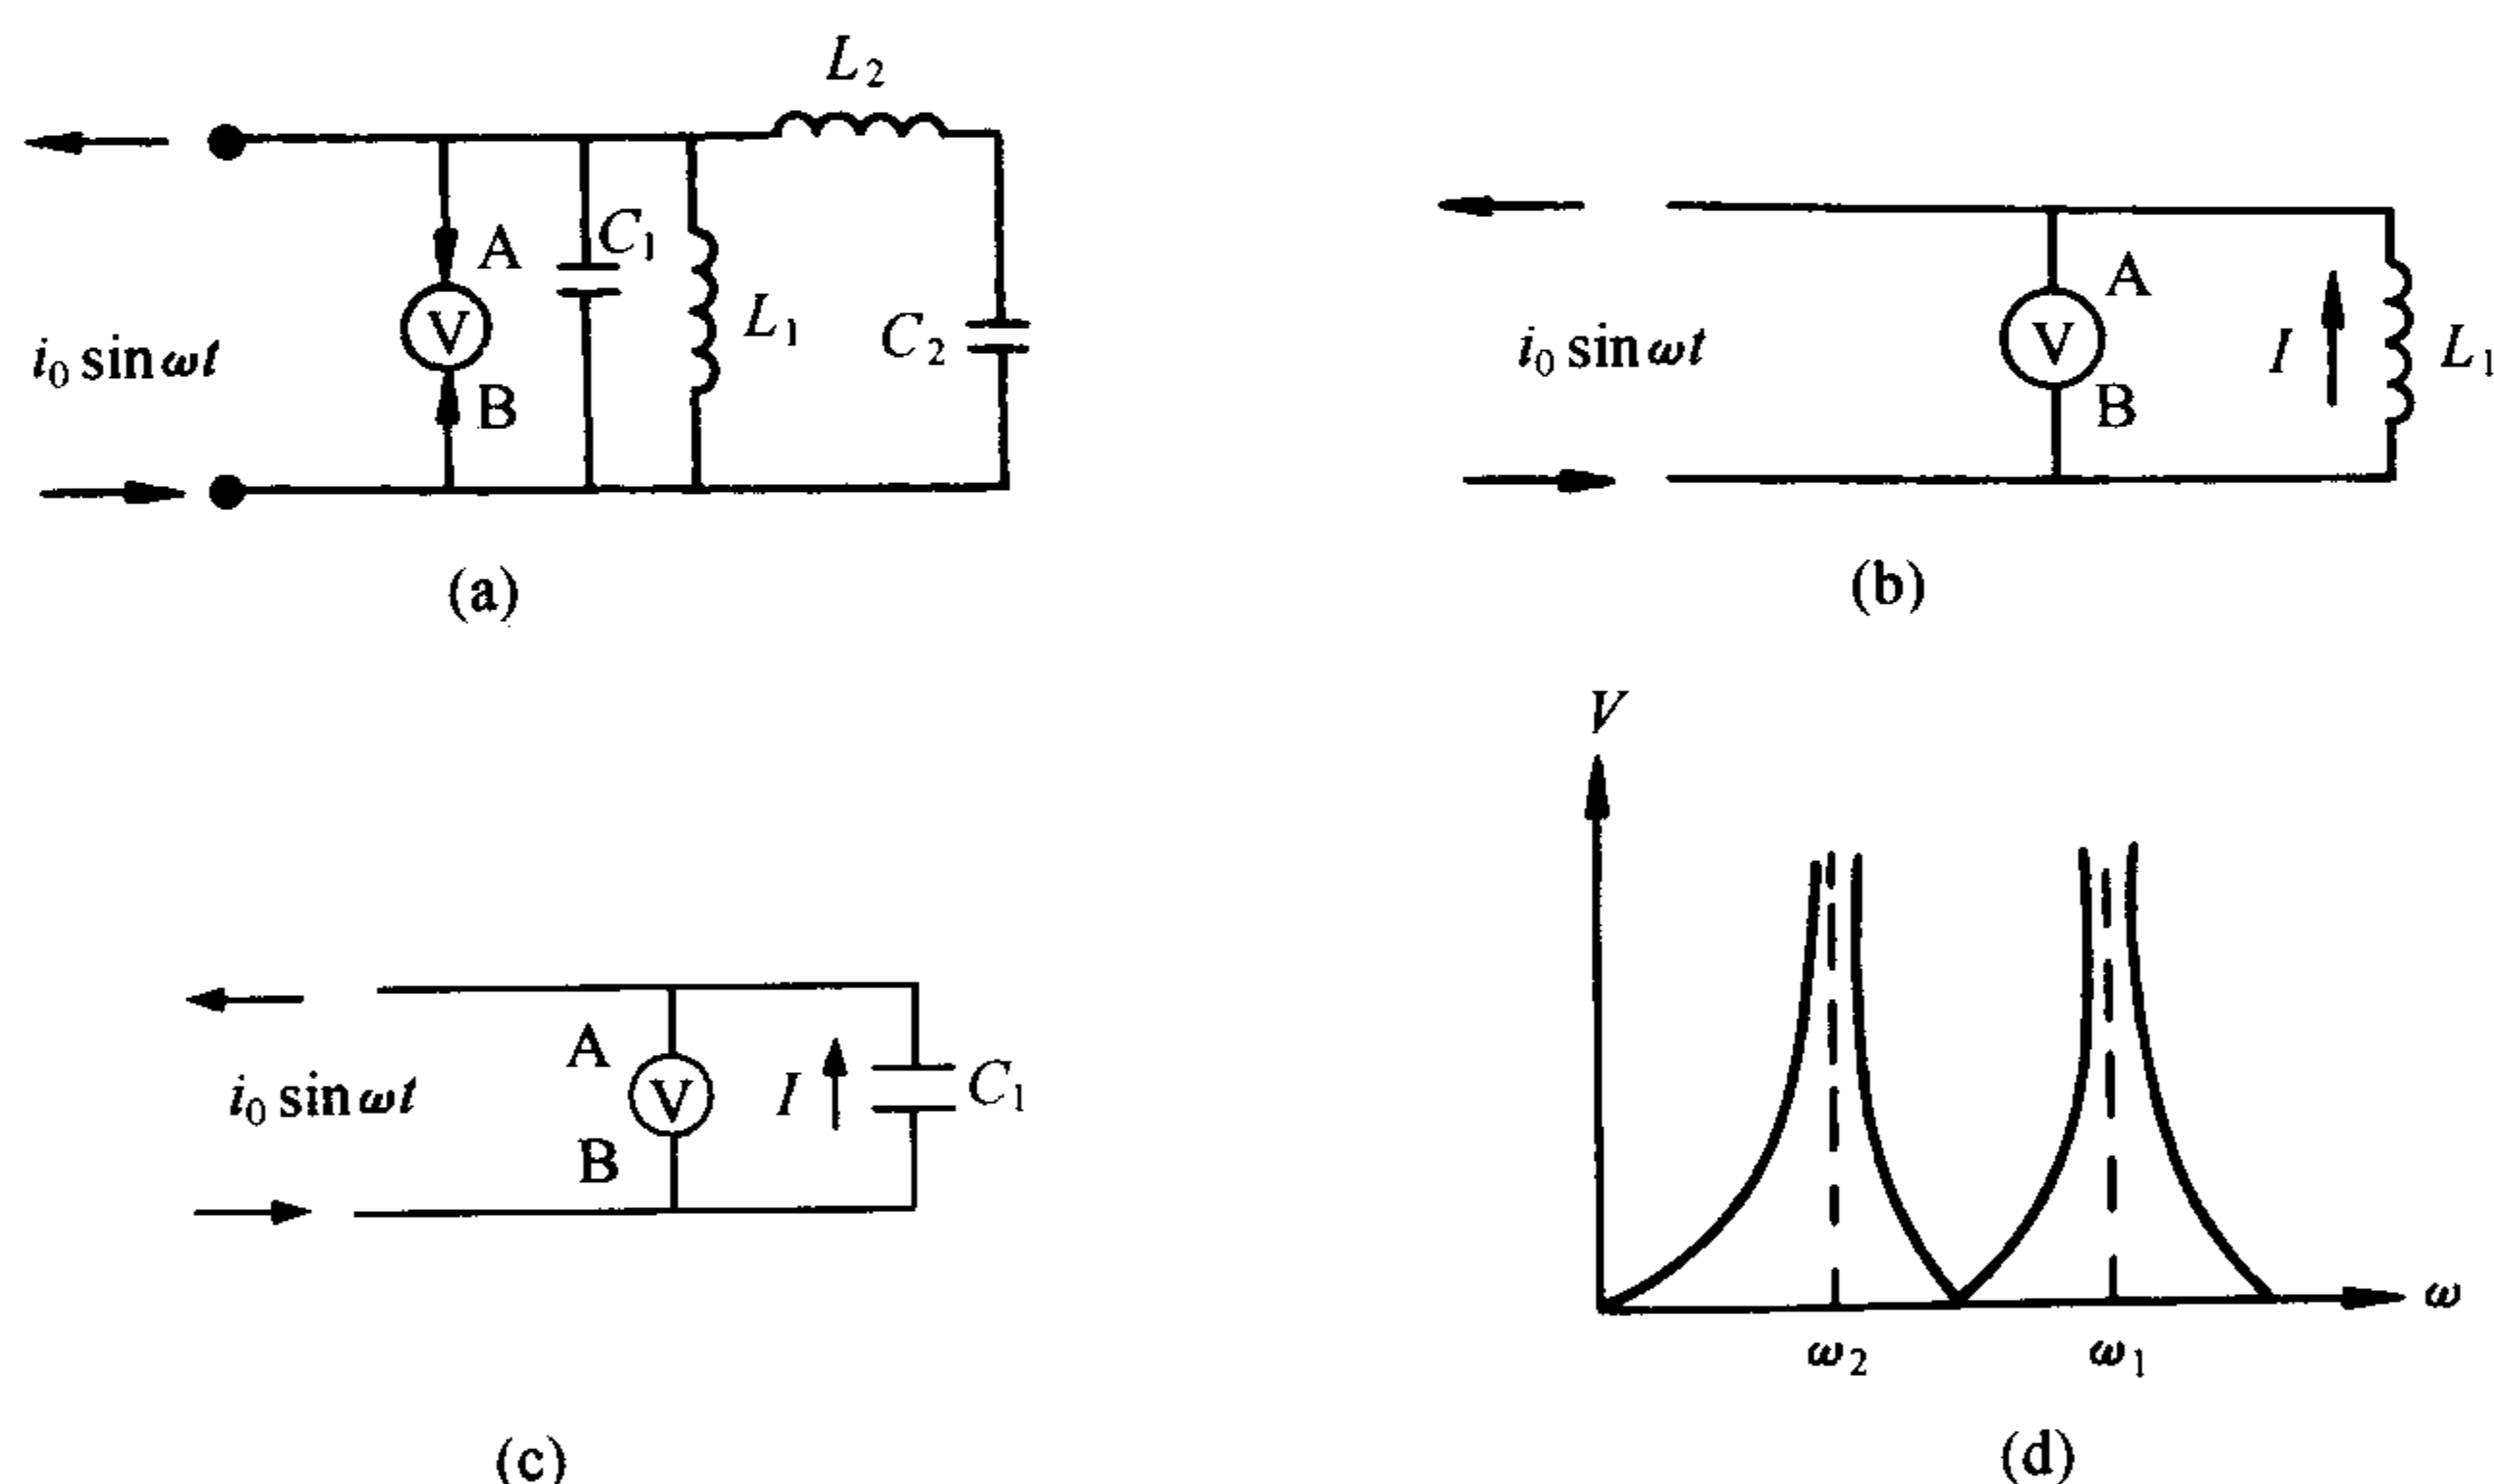 L₂
A
C₁
V
L₁
C₂
i₀ sin ωt
B
(a)
A
i₀ sin ωt
V
I
L₁
B
(b)
A
i₀ sin ωt
V
I
C₁
B
(c)
V
ω
ω₂
ω₁
(d)